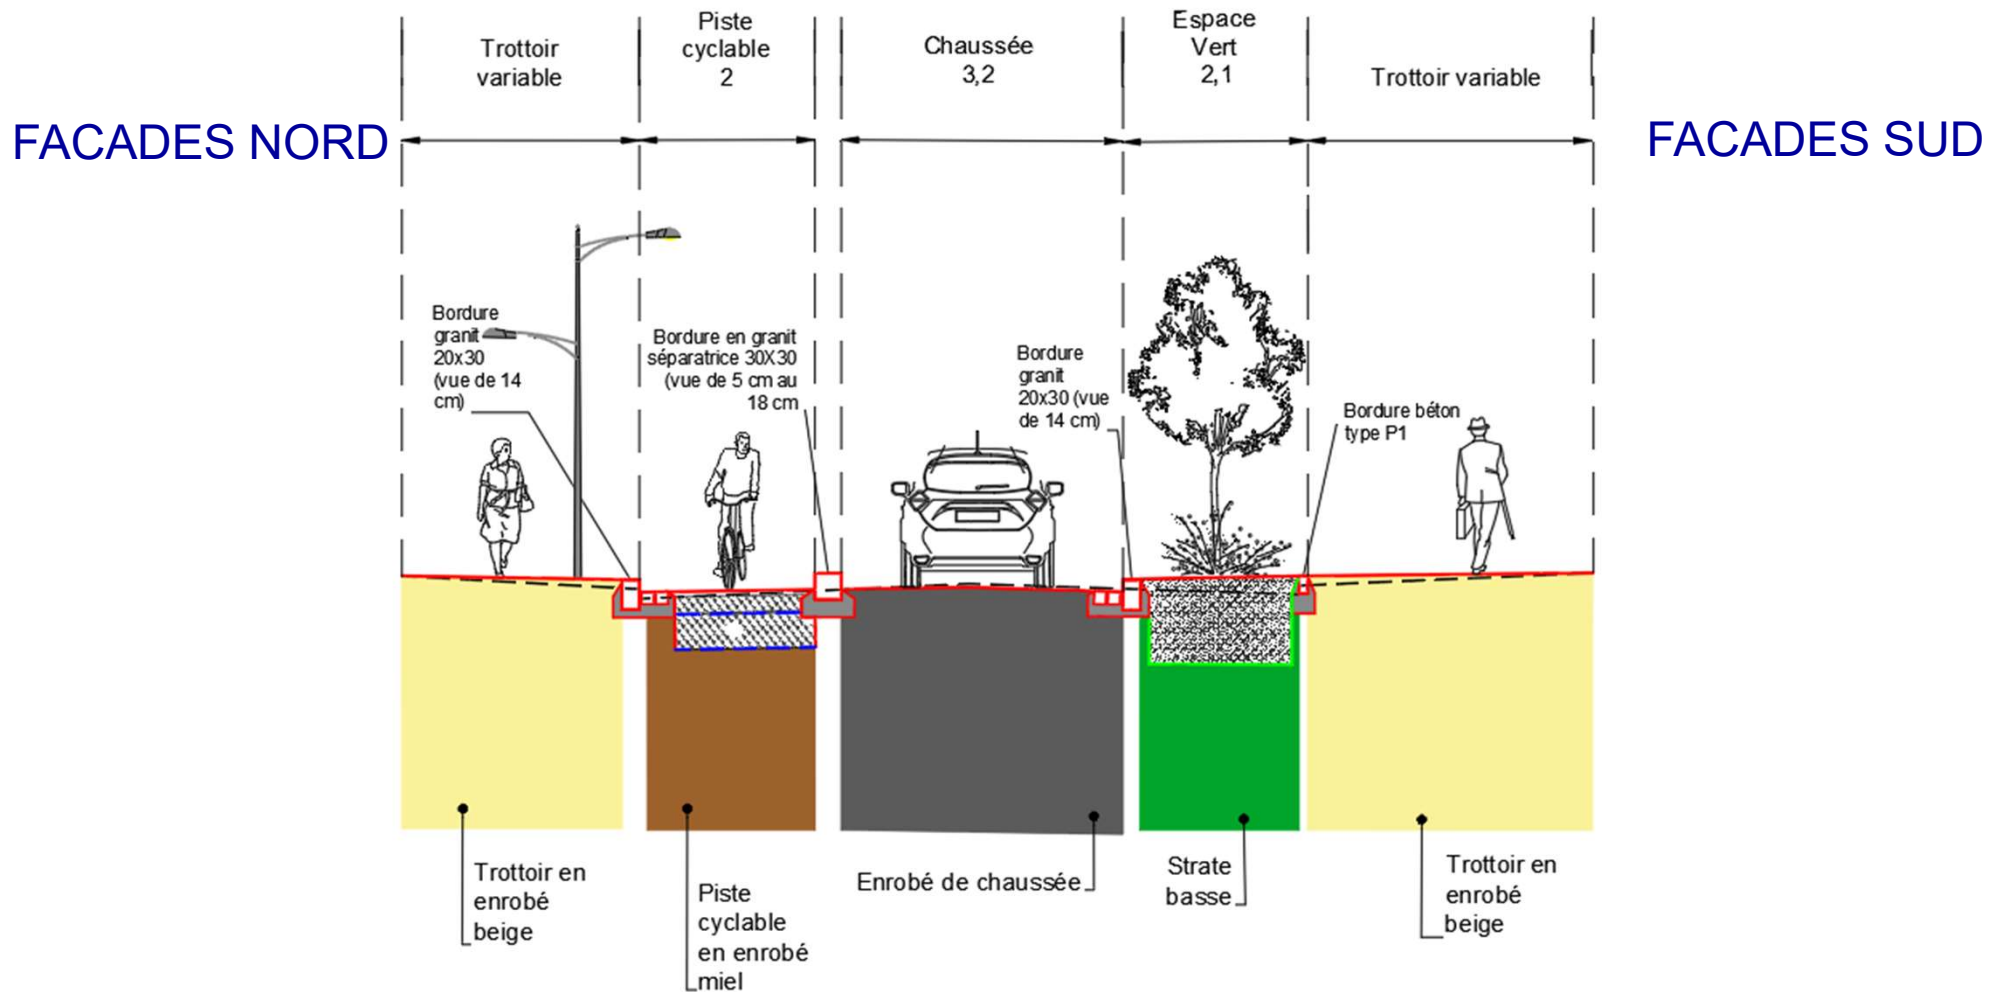 Trottoir
variable
Piste
cyclable
2
Chaussée
3,2
Espace
Vert
2,1
Trottoir variable
FACADES NORD
FACADES SUD
Bordure
granit
20x30
(vue de 14
cm)
Bordure en granit
séparatrice 30X30
(vue de 5 cm au
18 cm
Bordure
granit
20x30 (vue
de 14 cm)
Bordure béton
type P1
Trottoir en
enrobé
beige
Piste
cyclable
en enrobé
miel
Enrobé de chaussée
Strate
basse
Trottoir en
enrobé
beige